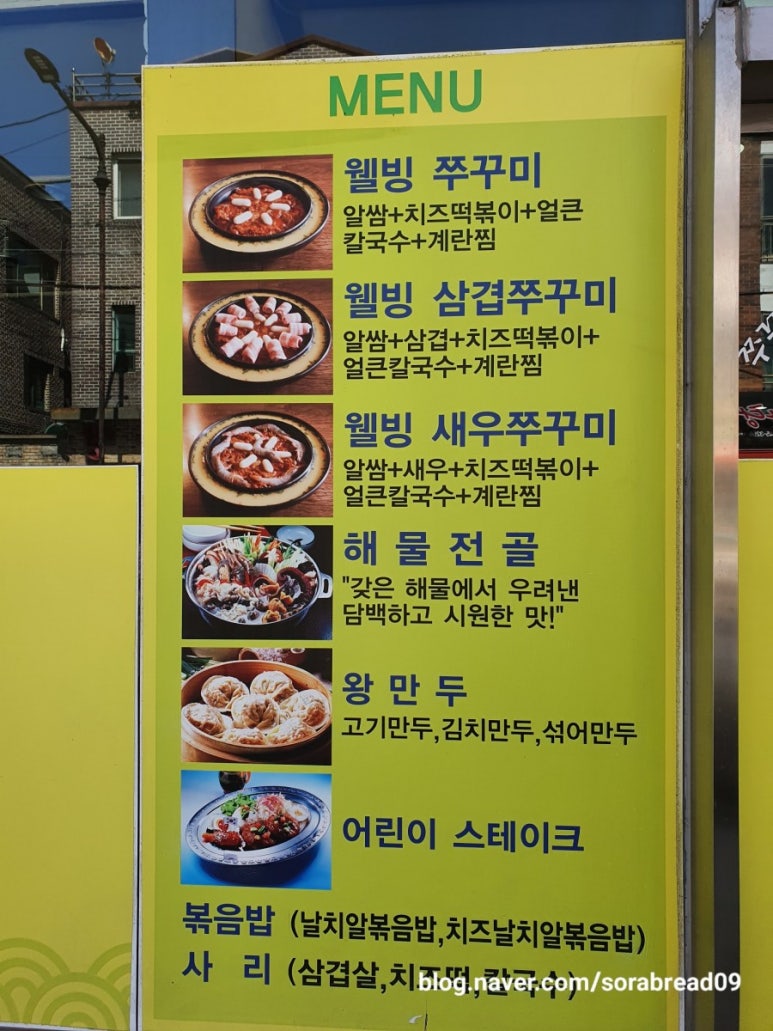 MENU
웰빙 쭈꾸미
알쌈+치즈떡볶이+얼큰
칼국수+계란찜
웰빙 삼겹쭈꾸미
알쌈+삼겹+치즈떡볶이+
얼큰칼국수+계란찜
웰빙 새우쭈꾸미
알쌈+새우+치즈떡볶이+
얼큰칼국수+계란찜
해물전골
"갖은 해물에서 우려낸
담백하고 시원한 맛!"
왕만두
고기만두,김치만두,섞어만두
어린이 스테이크
볶음밥 (날치알볶음밥,치즈날치알볶음밥)
사 리 (삼겹살,치즈떡,칼국수)
blog.naver.com/sorabread09